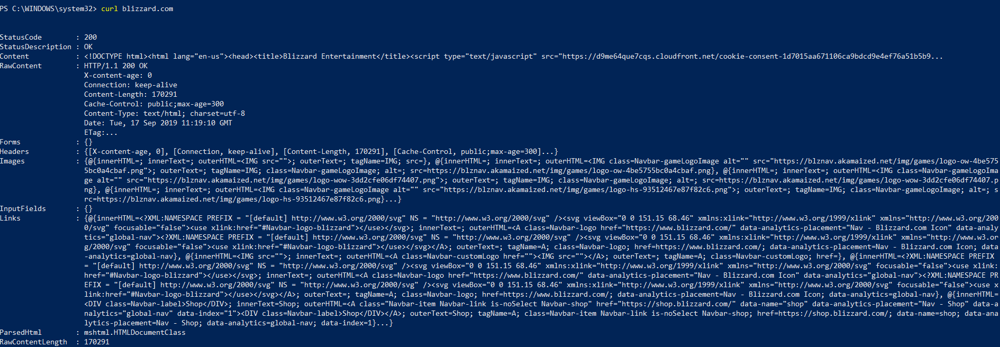 PS C:\WINDOWS\system32> curl blizzard.com
StatusCode        : 200
StatusDescription : OK
Content           : <!DOCTYPE html><html lang="en-us"><head><title>Blizzard Entertainment</title><script type="text/javascript" src="https://d9me64que7cqs.cloudfront.net/cookie-consent-1d7015aa671106ca9bdcd9e4ef76a51b5b9...
RawContent        : HTTP/1.1 200 OK
                    X-content-age: 0
                    Connection: keep-alive
                    Content-Length: 170291
                    Cache-Control: public;max-age=300
                    Content-Type: text/html; charset=utf-8
                    Date: Tue, 17 Sep 2019 11:19:10 GMT
                    ETag:...
Forms             : {}
Headers           : {[X-content-age, 0], [Connection, keep-alive], [Content-Length, 170291], [Cache-Control, public;max-age=300]...}
Images            : {@{innerHTML=; innerText=; outerHTML=<IMG src="">; outerText=; tagName=IMG; src=}, @{innerHTML=; innerText=; outerHTML=<IMG class=Navbar-gameLogoImage alt="" src="https://blznav.akamaized.net/img/games/logo-ow-4be575
                    5bc0a4cbaf.png">; outerText=; tagName=IMG; class=Navbar-gameLogoImage; alt=; src=https://blznav.akamaized.net/img/games/logo-ow-4be5755bc0a4cbaf.png}, @{innerHTML=; innerText=; outerHTML=<IMG class=Navbar-gameLogoIma
                    ge alt="" src="https://blznav.akamaized.net/img/games/logo-wow-3dd2cfe06df74407.png">; outerText=; tagName=IMG; class=Navbar-gameLogoImage; alt=; src=https://blznav.akamaized.net/img/games/logo-wow-3dd2cfe06df74407.p
                    ng}, @{innerHTML=; innerText=; outerHTML=<IMG class=Navbar-gameLogoImage alt="" src="https://blznav.akamaized.net/img/games/logo-hs-93512467e87f82c6.png">; outerText=; tagName=IMG; class=Navbar-gameLogoImage; alt=; s
                    rc=https://blznav.akamaized.net/img/games/logo-hs-93512467e87f82c6.png}...}
InputFields       : {}
Links             : {@{innerHTML=<?XML:NAMESPACE PREFIX = "[default] http://www.w3.org/2000/svg" NS = "http://www.w3.org/2000/svg" /><svg viewBox="0 0 151.15 68.46" xmlns:xlink="http://www.w3.org/1999/xlink" xmlns="http://www.w3.org/200
                    0/svg" focusable="false"><use xlink:href="#Navbar-logo-blizzard"></use></svg>; innerText=; outerHTML=<A class=Navbar-logo href="https://www.blizzard.com/" data-analytics-placement="Nav - Blizzard.com Icon" data-analy
                    tics="global-nav"><?XML:NAMESPACE PREFIX = "[default] http://www.w3.org/2000/svg" NS = "http://www.w3.org/2000/svg" /><svg viewBox="0 0 151.15 68.46" xmlns:xlink="http://www.w3.org/1999/xlink" xmlns="http://www.w3.or
                    g/2000/svg" focusable="false"><use xlink:href="#Navbar-logo-blizzard"></use></svg></A>; outerText=; tagName=A; class=Navbar-logo; href=https://www.blizzard.com/; data-analytics-placement=Nav - Blizzard.com Icon; data
                    -analytics=global-nav}, @{innerHTML=<IMG src="">; innerText=; outerHTML=<A class=Navbar-customLogo href=""><IMG src=""></A>; outerText=; tagName=A; class=Navbar-customLogo; href=}, @{innerHTML=<?XML:NAMESPACE PREFIX
                    = "[default] http://www.w3.org/2000/svg" NS = "http://www.w3.org/2000/svg" /><svg viewBox="0 0 151.15 68.46" xmlns:xlink="http://www.w3.org/1999/xlink" xmlns="http://www.w3.org/2000/svg" focusable="false"><use xlink:
                    href="#Navbar-logo-blizzard"></use></svg>; innerText=; outerHTML=<A class=Navbar-logo href="https://www.blizzard.com/" data-analytics-placement="Nav - Blizzard.com Icon" data-analytics="global-nav"><?XML:NAMESPACE PR
                    EFIX = "[default] http://www.w3.org/2000/svg" NS = "http://www.w3.org/2000/svg" /><svg viewBox="0 0 151.15 68.46" xmlns:xlink="http://www.w3.org/1999/xlink" xmlns="http://www.w3.org/2000/svg" focusable="false"><use x
                    link:href="#Navbar-logo-blizzard"></use></svg></A>; outerText=; tagName=A; class=Navbar-logo; href=https://www.blizzard.com/; data-analytics-placement=Nav - Blizzard.com Icon; data-analytics=global-nav}, @{innerHTML=
                    <DIV class=Navbar-label>Shop</DIV>; innerText=Shop; outerHTML=<A class="Navbar-item Navbar-link is-noSelect Navbar-shop" href="https://shop.blizzard.com/" data-name="shop" data-analytics-placement="Nav - Shop" data-a
                    nalytics="global-nav" data-index="1"><DIV class=Navbar-label>Shop</DIV></A>; outerText=Shop; tagName=A; class=Navbar-item Navbar-link is-noSelect Navbar-shop; href=https://shop.blizzard.com/; data-name=shop; data-ana
                    lytics-placement=Nav - Shop; data-analytics=global-nav; data-index=1}...}
ParsedHtml        : mshtml.HTMLDocumentClass
RawContentLength  : 170291